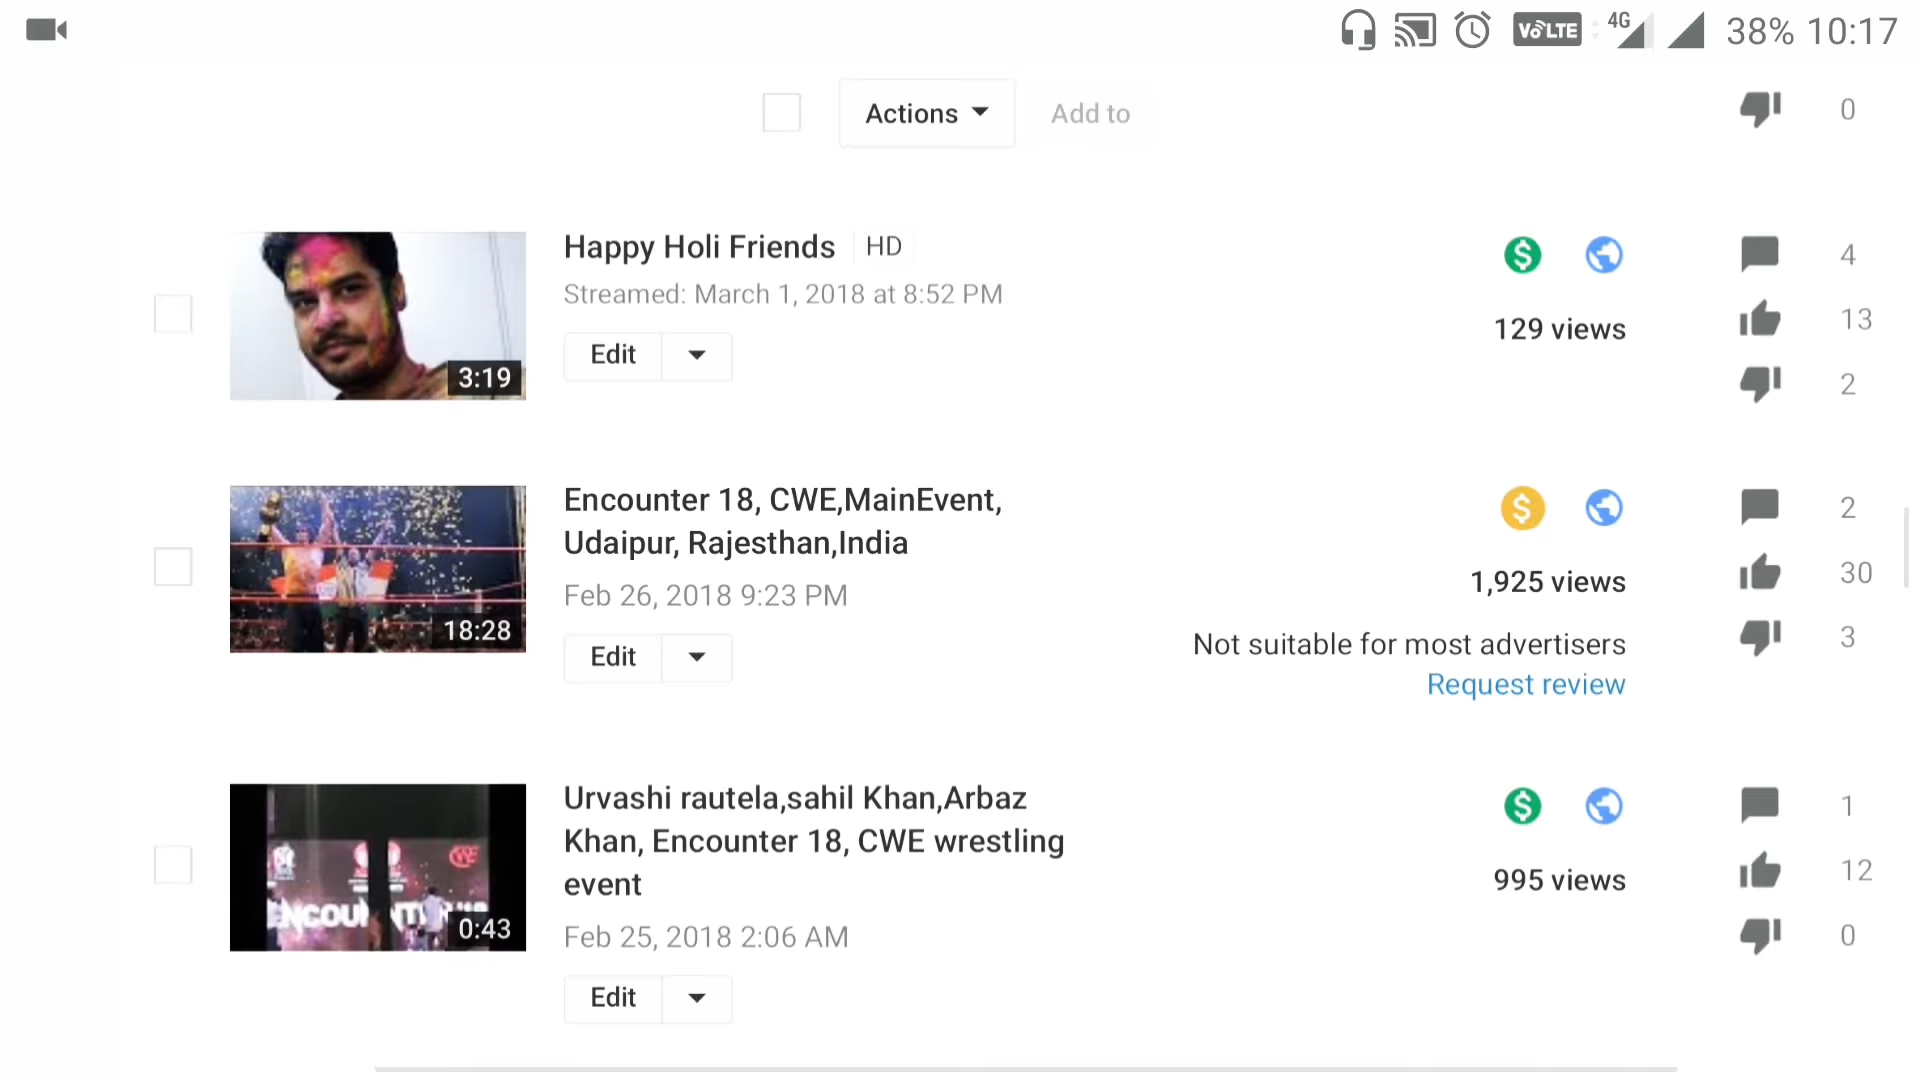 VoLTE 4G 38% 10:17
Actions Add to 0
Happy Holi Friends HD
Streamed: March 1, 2018 at 8:52 PM
Edit
3:19
129 views
4
13
2
Encounter 18, CWE,MainEvent,
Udaipur, Rajesthan,India
Feb 26, 2018 9:23 PM
Edit
18:28
1,925 views
Not suitable for most advertisers
Request review
2
30
3
Urvashi rautela,sahil Khan,Arbaz
Khan, Encounter 18, CWE wrestling
event
Feb 25, 2018 2:06 AM
Edit
CWE
0:43
995 views
1
12
0